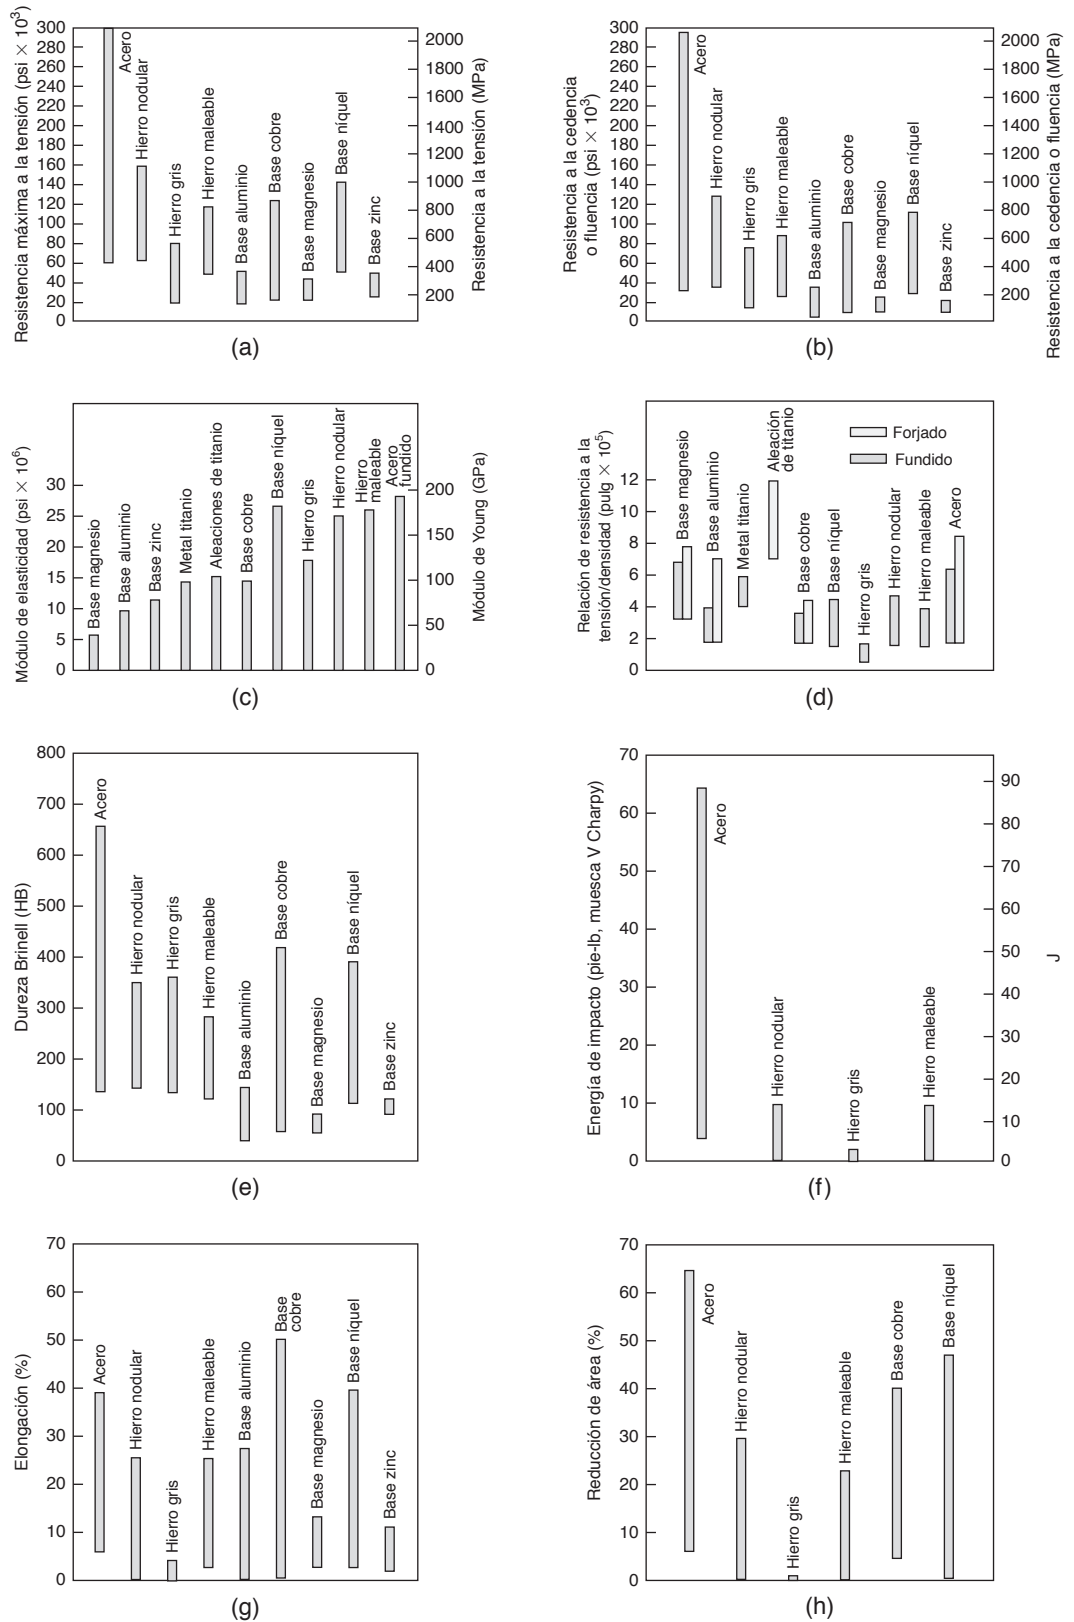 Resistencia máxima a la tensión (psi × 10³)
300
280
260
240
220
200
180
160
140
120
100
80
60
40
20
0
Acero
Hierro nodular
Hierro gris
Hierro maleable
Base aluminio
Base cobre
Base magnesio
Base níquel
Base zinc
2000
1800
1600
1400
1200
1000
800
600
400
200
Resistencia a la tensión (MPa)
(a)
Resistencia a la cedencia
o fluencia (psi × 10³)
300
280
260
240
220
200
180
160
140
120
100
80
60
40
20
0
Acero
Hierro nodular
Hierro gris
Hierro maleable
Base aluminio
Base cobre
Base magnesio
Base níquel
Base zinc
2000
1800
1600
1400
1200
1000
800
600
400
200
Resistencia a la cedencia o fluencia (MPa)
(b)
Módulo de elasticidad (psi × 10⁶)
30
25
20
15
10
5
0
Base magnesio
Base aluminio
Base zinc
Metal titanio
Aleaciones de titanio
Base cobre
Base níquel
Hierro gris
Hierro nodular
Hierro
maleable
Acero
fundido
200
150
100
50
0
Módulo de Young (GPa)
(c)
Relación de resistencia a la
tensión/densidad (pulg × 10⁵)
12
10
8
6
4
2
0
Base magnesio
Base aluminio
Metal titanio
Aleación
de titanio
Base cobre
Base níquel
Hierro gris
Hierro nodular
Hierro maleable
Acero
Forjado
Fundido
(d)
Dureza Brinell (HB)
800
700
600
500
400
300
200
100
0
Acero
Hierro nodular
Hierro gris
Hierro maleable
Base aluminio
Base cobre
Base magnesio
Base níquel
Base zinc
(e)
Energía de impacto (pie-lb, muesca V Charpy)
70
60
50
40
30
20
10
0
Acero
Hierro nodular
Hierro gris
Hierro maleable
90
80
70
60
50
40
30
20
10
0
J
(f)
Elongación (%)
70
60
50
40
30
20
10
0
Acero
Hierro nodular
Hierro gris
Hierro maleable
Base aluminio
Base
cobre
Base magnesio
Base níquel
Base zinc
(g)
Reducción de área (%)
70
60
50
40
30
20
10
0
Acero
Hierro nodular
Hierro gris
Hierro maleable
Base cobre
Base níquel
(h)